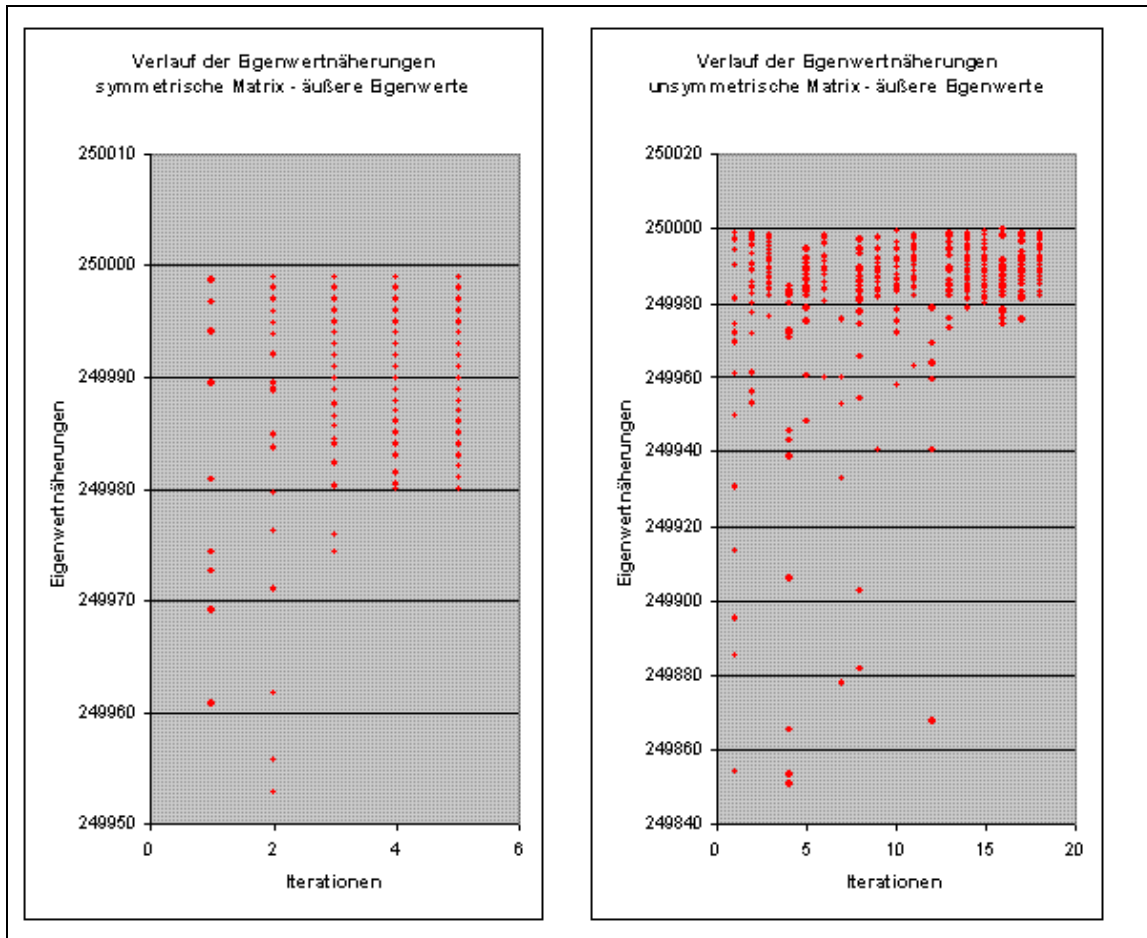 Verlauf der Eigenwertnäherungen
symmetrische Matrix - äußere Eigenwerte
250010
250000
249990
249980
249970
249960
249950
0 2 4 6
Eigenwertnäherungen
Iterationen
Verlauf der Eigenwertnäherungen
unsymmetrische Matrix - äußere Eigenwerte
250020
250000
249980
249960
249940
249920
249900
249880
249860
249840
0 5 10 15 20
Eigenwertnäherungen
Iterationen